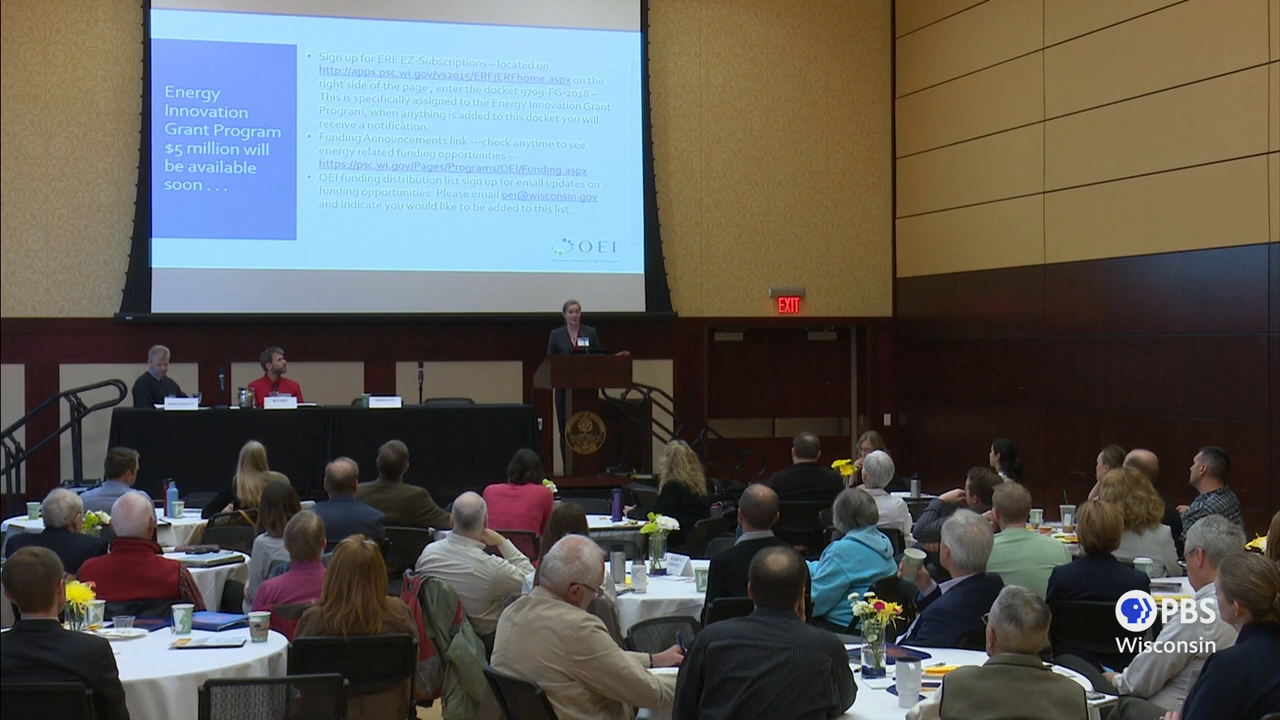 Energy
Innovation
Grant Program
$5 million will
be available
soon . . .
• Sign up for ERF EZ-Subscriptions – located on
http://apps.psc.wi.gov/vs2015/ERF/ERFhome.aspx on the
right side of the page , enter the docket 9709-FG-2018 –
This is specifically assigned to the Energy Innovation Grant
Program, when anything is added to this docket you will
receive a notification.
• Funding Announcements link ---check anytime to see
energy related funding opportunities --
https://psc.wi.gov/Pages/Programs/OEI/Funding.aspx
• OEI funding distribution list sign up for email updates on
funding opportunities. Please email oei@wisconsin.gov
and indicate you would like to be added to this list.
OEI
EXIT
PBS
Wisconsin